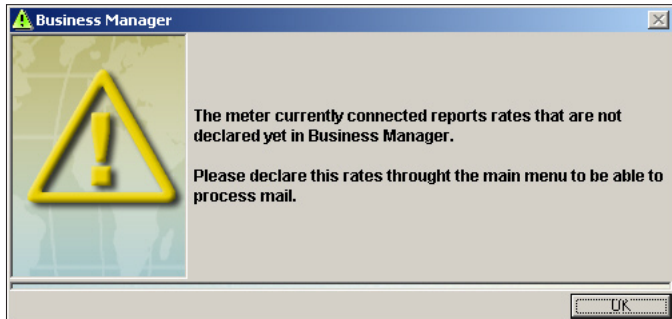 Business Manager
The meter currently connected reports rates that are not
declared yet in Business Manager.
Please declare this rates throught the main menu to be able to
process mail.
OK